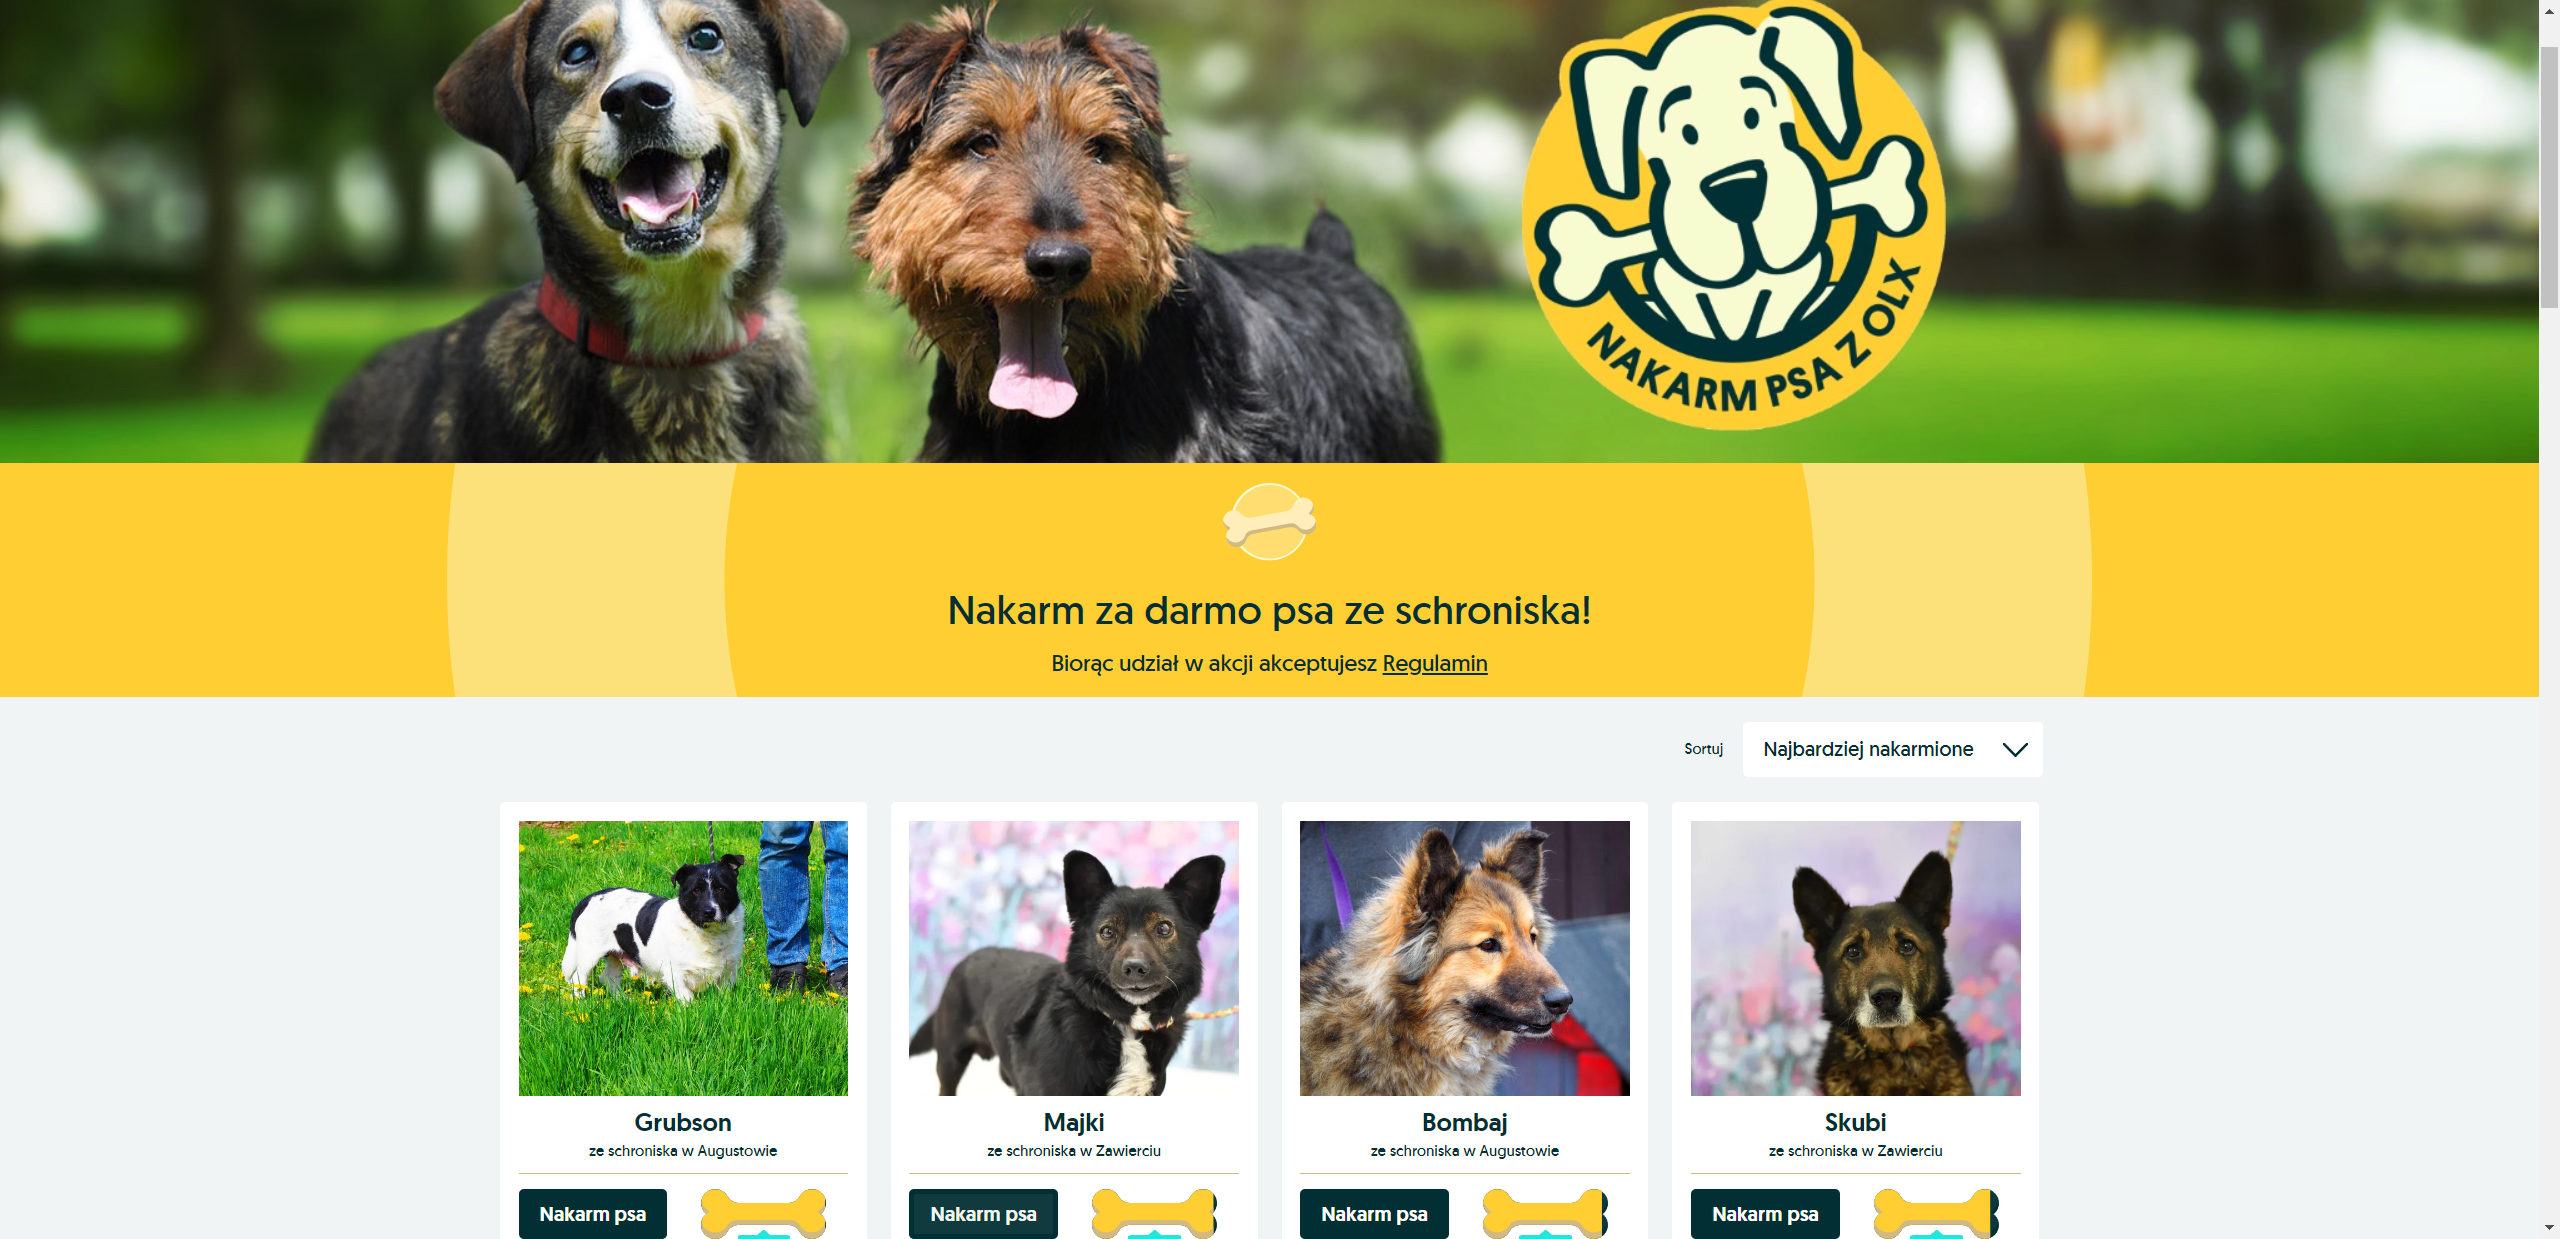 NAKARM PSA Z OLX
Nakarm za darmo psa ze schroniska!
Biorąc udział w akcji akceptujesz Regulamin
Sortuj
Najbardziej nakarmione
Grubson
ze schroniska w Augustowie
Nakarm psa
Majki
ze schroniska w Zawierciu
Nakarm psa
Bombaj
ze schroniska w Augustowie
Nakarm psa
Skubi
ze schroniska w Zawierciu
Nakarm psa